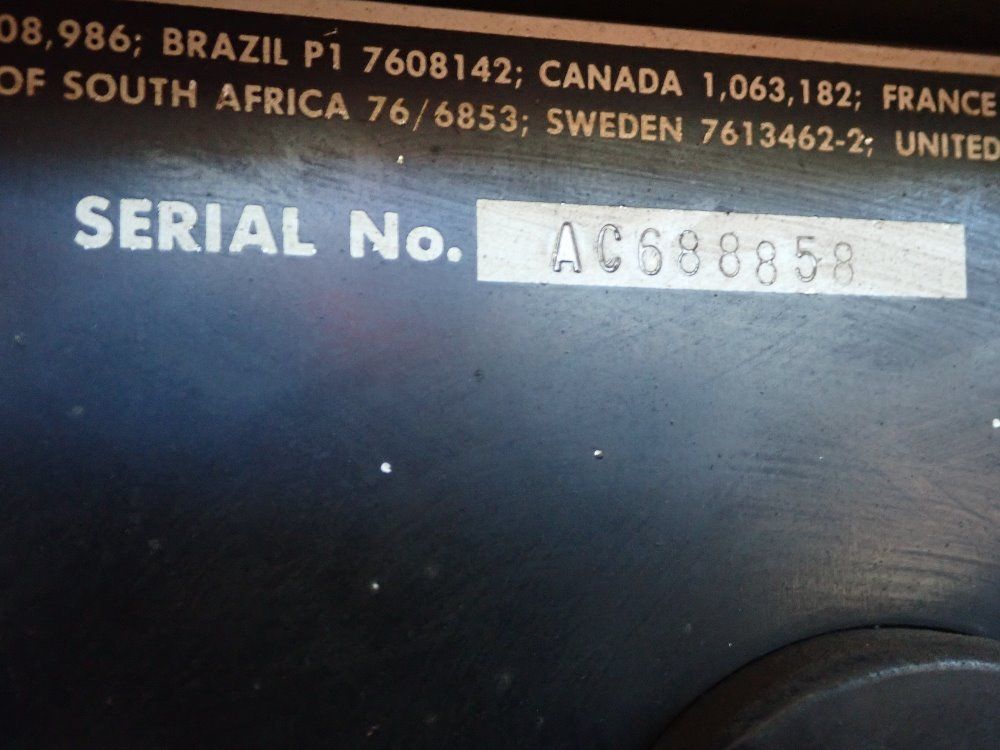 08,986; BRAZIL P1 7608142; CANADA 1,063,182; FRANCE
OF SOUTH AFRICA 76/6853; SWEDEN 7613462-2; UNITED
SERIAL No. AC688858